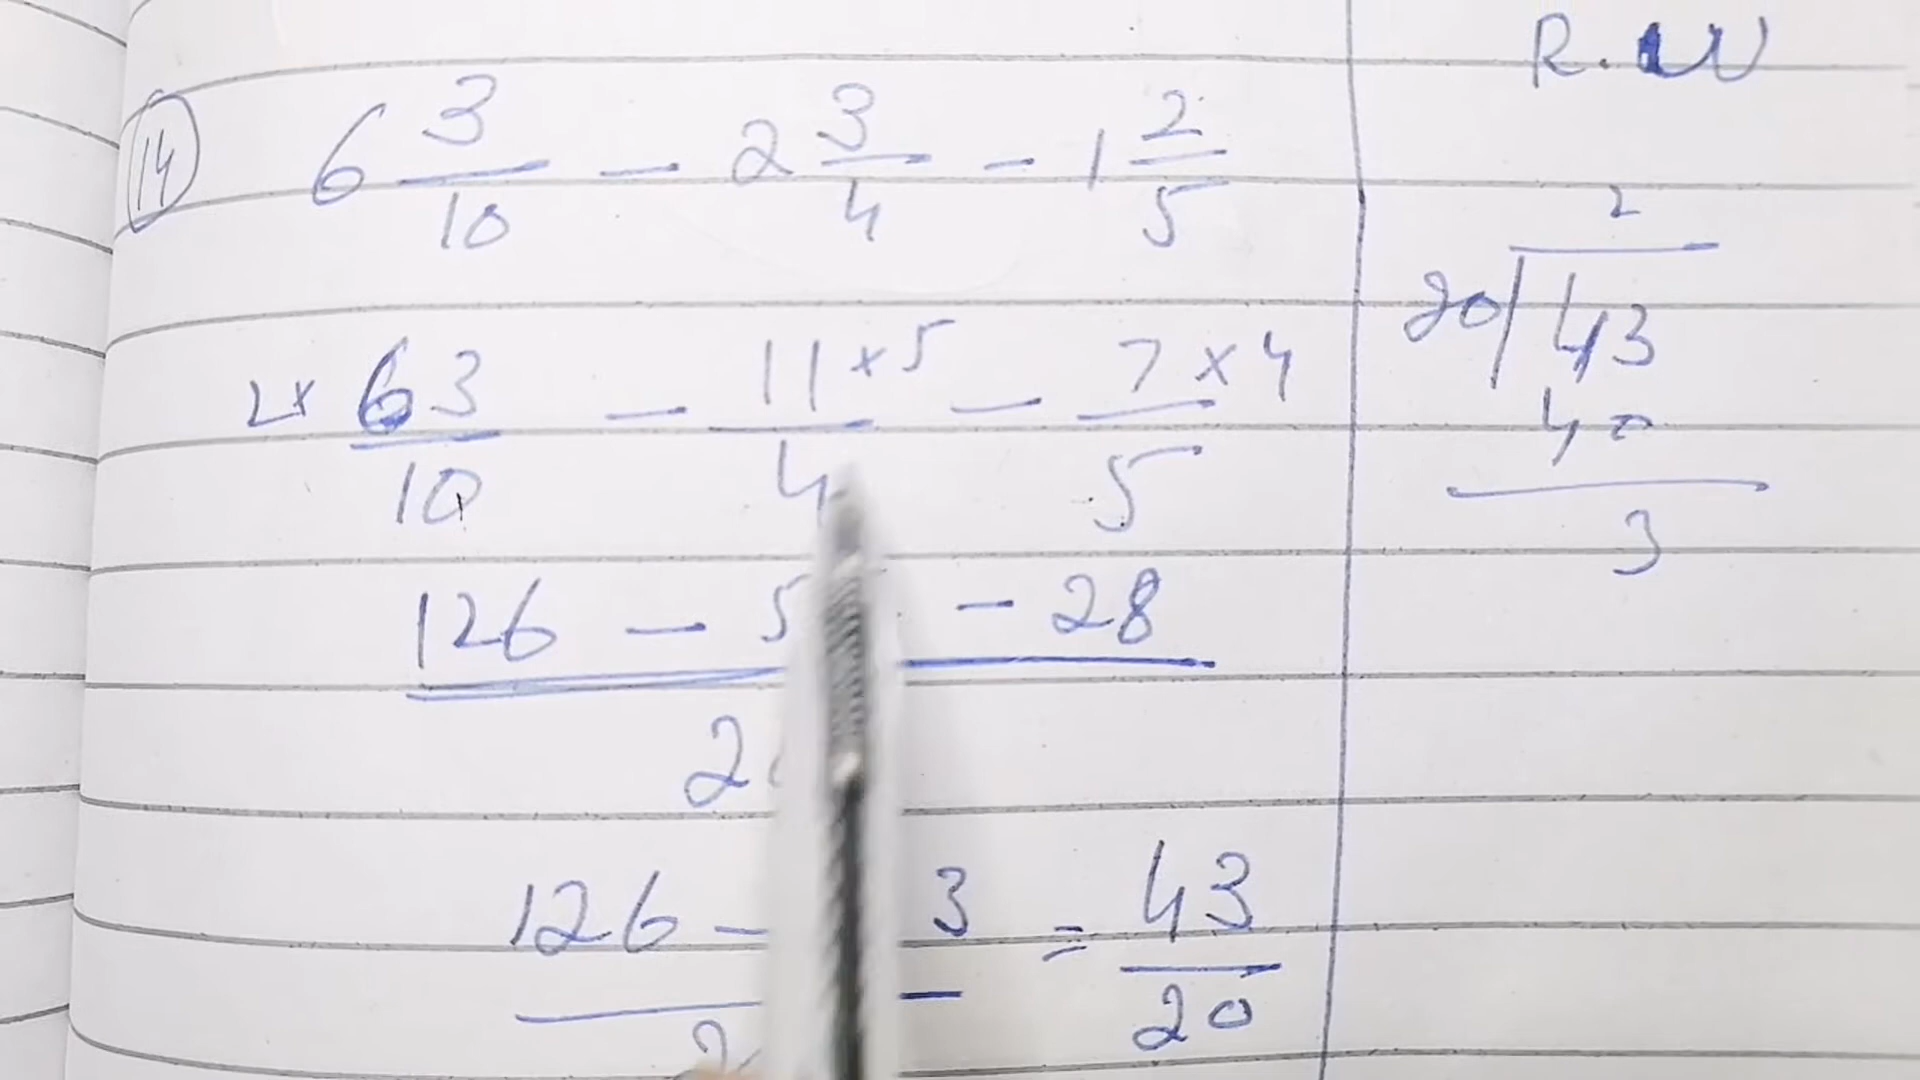 R.W
14 6 3/10 - 2 3/4 - 1 2/5
2× 63/10 - 11×5/4 - 7×4/5
126 - 5 - 28
2
126 - 3 = 43/20
2
2
20 43
40
3